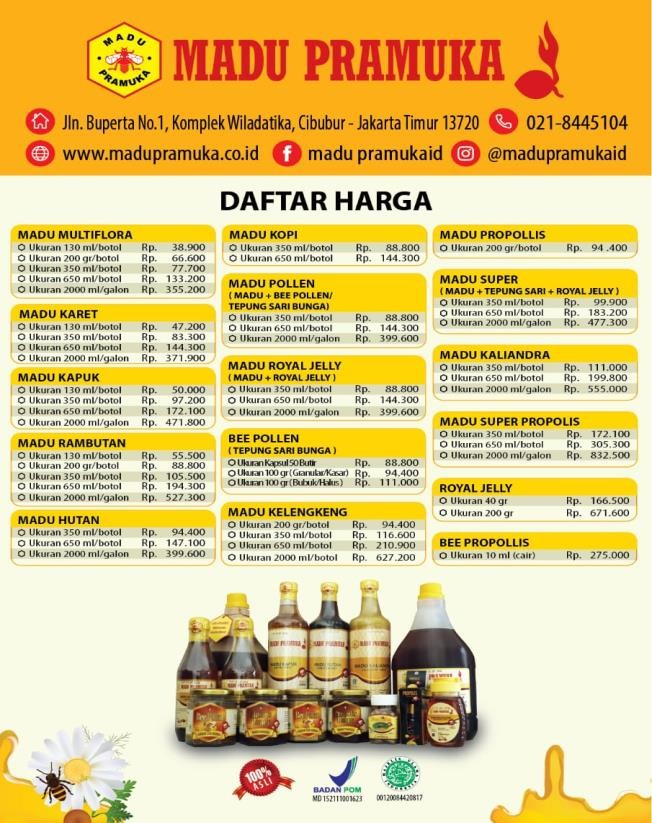 MADU
PRAMUKA
MADU PRAMUKA
Jln. Buperta No.1, Komplek Wiladatika, Cibubur - Jakarta Timur 13720
021-8445104
www.madupramuka.co.id
madu pramukaid
@madupramukaid
DAFTAR HARGA
MADU MULTIFLORA
Ukuran 130 ml/botol Rp. 38.900
Ukuran 200 gr/botol Rp. 66.600
Ukuran 350 ml/botol Rp. 77.700
Ukuran 650 ml/botol Rp. 133.200
Ukuran 2000 ml/galon Rp. 355.200
MADU KARET
Ukuran 130 ml/botol Rp. 47.200
Ukuran 350 ml/botol Rp. 83.300
Ukuran 650 ml/botol Rp. 144.300
Ukuran 2000 ml/galon Rp. 371.900
MADU KAPUK
Ukuran 130 ml/botol Rp. 50.000
Ukuran 350 ml/botol Rp. 97.200
Ukuran 650 ml/botol Rp. 172.100
Ukuran 2000 ml/galon Rp. 471.800
MADU RAMBUTAN
Ukuran 130 ml/botol Rp. 55.500
Ukuran 200 gr/botol Rp. 88.800
Ukuran 350 ml/botol Rp. 105.500
Ukuran 650 ml/botol Rp. 194.300
Ukuran 2000 ml/galon Rp. 527.300
MADU HUTAN
Ukuran 350 ml/botol Rp. 94.400
Ukuran 650 ml/botol Rp. 147.100
Ukuran 2000 ml/galon Rp. 399.600
MADU KOPI
Ukuran 350 ml/botol Rp. 88.800
Ukuran 650 ml/botol Rp. 144.300
MADU POLLEN
( MADU + BEE POLLEN/
TEPUNG SARI BUNGA)
Ukuran 350 ml/botol Rp. 88.800
Ukuran 650 ml/botol Rp. 144.300
Ukuran 2000 ml/galon Rp. 399.600
MADU ROYAL JELLY
( MADU + ROYAL JELLY )
Ukuran 350 ml/botol Rp. 88.800
Ukuran 650 ml/botol Rp. 144.300
Ukuran 2000 ml/galon Rp. 399.600
BEE POLLEN
( TEPUNG SARI BUNGA )
Ukuran Kapsul 50 Butir Rp. 88.800
Ukuran 100 gr ( Granular/Kasar) Rp. 94.400
Ukuran 100 gr ( Bubuk/Halus ) Rp. 111.000
MADU KELENGKENG
Ukuran 200 gr/botol Rp. 94.400
Ukuran 350 ml/botol Rp. 116.600
Ukuran 650 ml/botol Rp. 210.900
Ukuran 2000 ml/botol Rp. 627.200
MADU PROPOLLIS
Ukuran 200 gr/botol Rp. 94 .400
MADU SUPER
( MADU + TEPUNG SARI + ROYAL JELLY )
Ukuran 350 ml/botol Rp. 99.900
Ukuran 650 ml/botol Rp. 183.200
Ukuran 2000 ml/galon Rp. 477.300
MADU KALIANDRA
Ukuran 350 ml/botol Rp. 111.000
Ukuran 650 ml/botol Rp. 199.800
Ukuran 2000 ml/galon Rp. 555.000
MADU SUPER PROPOLIS
Ukuran 350 ml/botol Rp. 172.100
Ukuran 650 ml/botol Rp. 305.300
Ukuran 2000 ml/galon Rp. 832.500
ROYAL JELLY
Ukuran 40 gr Rp. 166.500
Ukuran 200 gr Rp. 671.600
BEE PROPOLLIS
Ukuran 10 ml (cair) Rp. 275.000
MADU PRAMUKA
MADU PRAMUKA
MADU PRAMUKA
100%
ASLI
BADAN POM
MD 152111001623
00120084420817